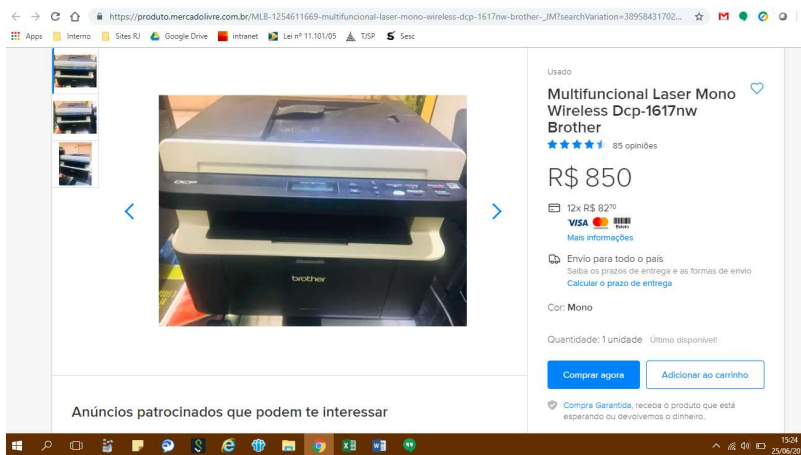 https://produto.mercadolivre.com.br/MLB-1254611669-multifuncional-laser-mono-wireless-dcp-1617nw-brother-_JM?searchVariation=38958431702...
Apps Interno Sites RJ Google Drive intranet Lei nº 11.101/05 TJSP Sesc
Usado
Multifuncional Laser Mono
Wireless Dcp-1617nw
Brother
85 opiniões
R$ 850
12x R$ 82⁷⁰
VISA mastercard Boleto
Mais informações
Envio para todo o país
Saiba os prazos de entrega e as formas de envio
Calcular o prazo de entrega
Cor: Mono
Quantidade: 1 unidade Último disponível!
Comprar agora Adicionar ao carrinho
Compra Garantida, receba o produto que está
esperando ou devolvemos o dinheiro.
DCP
brother
Anúncios patrocinados que podem te interessar
15:24
25/06/20